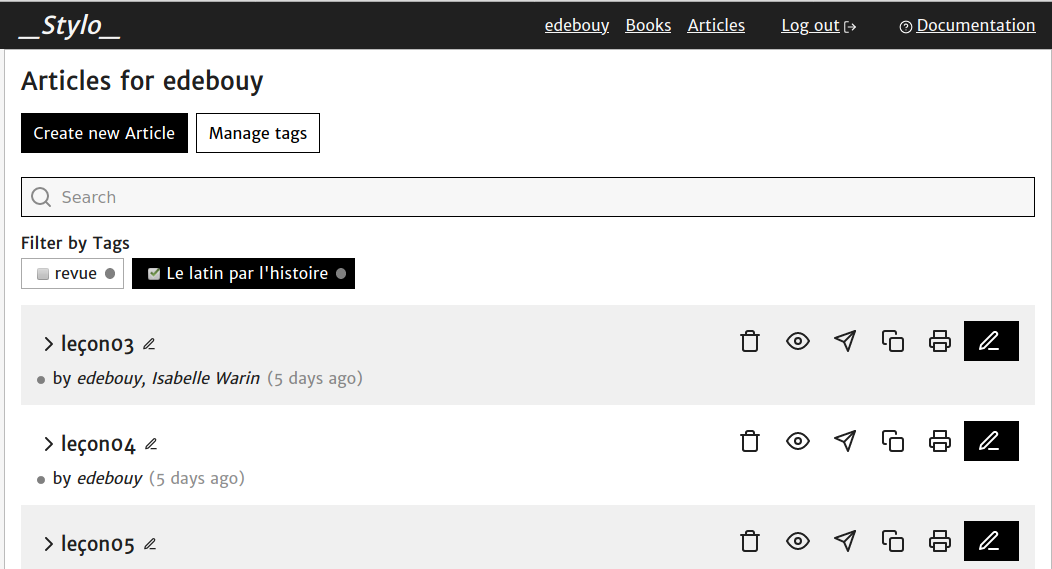 __Stylo__
edebouy Books Articles Log out Documentation
Articles for edebouy
Create new Article Manage tags
Search
Filter by Tags
revue Le latin par l'histoire
leçon03
by edebouy, Isabelle Warin (5 days ago)
leçon04
by edebouy (5 days ago)
leçon05